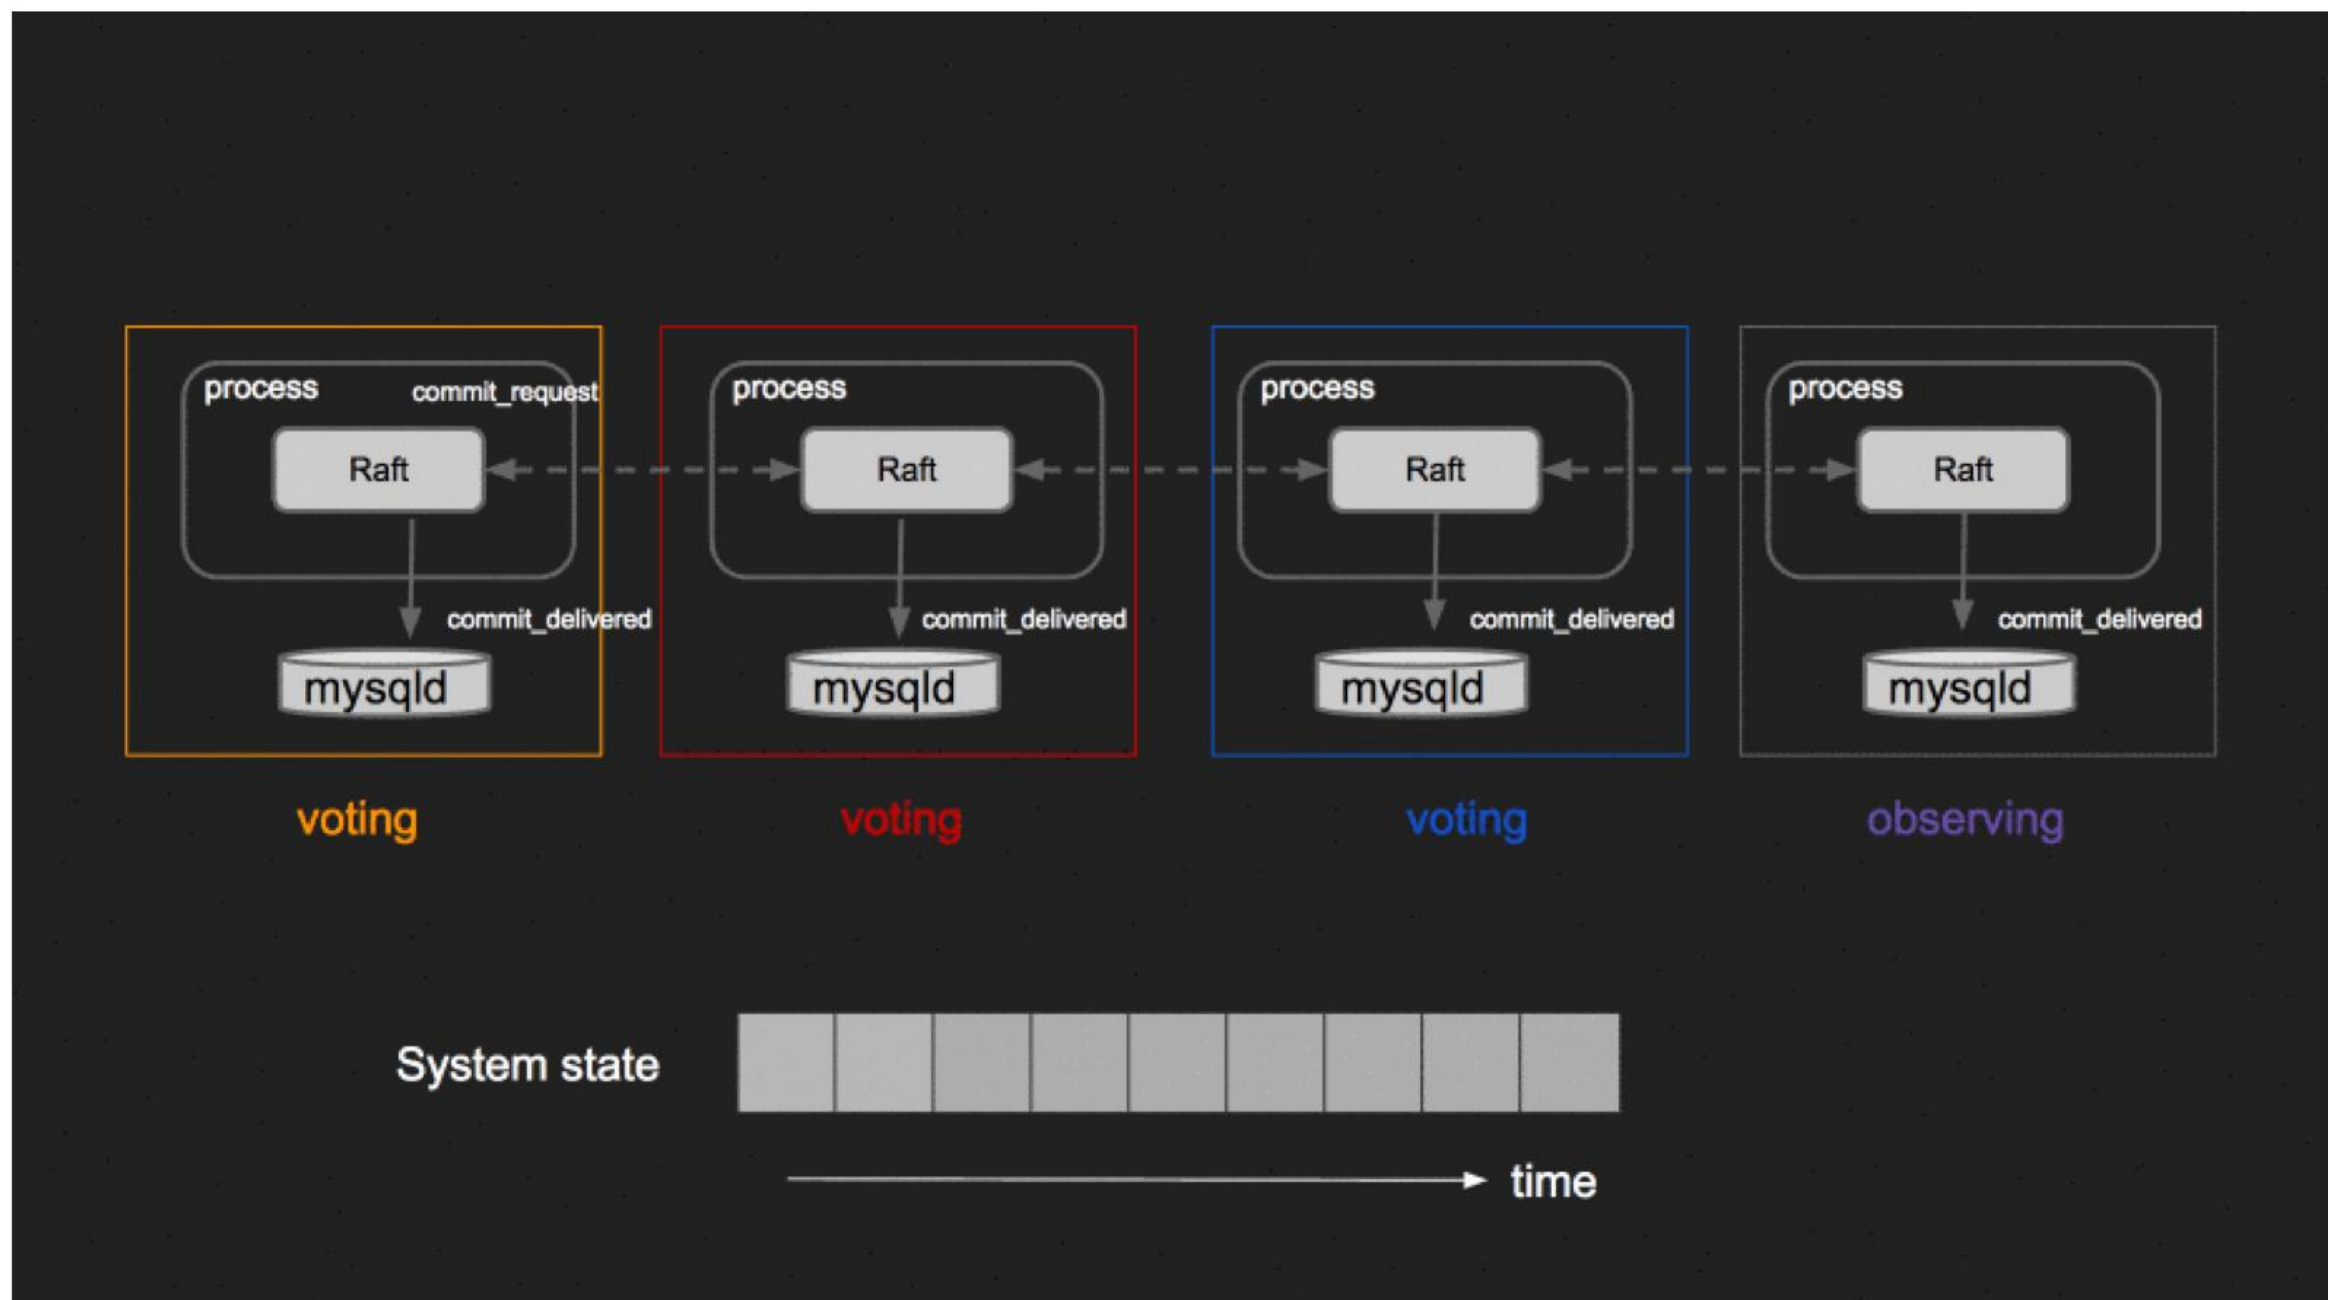 process
commit_request
process
process
process
Raft
Raft
Raft
Raft
commit_delivered
commit_delivered
commit_delivered
commit_delivered
mysqld
mysqld
mysqld
mysqld
voting
voting
voting
observing
System state
time